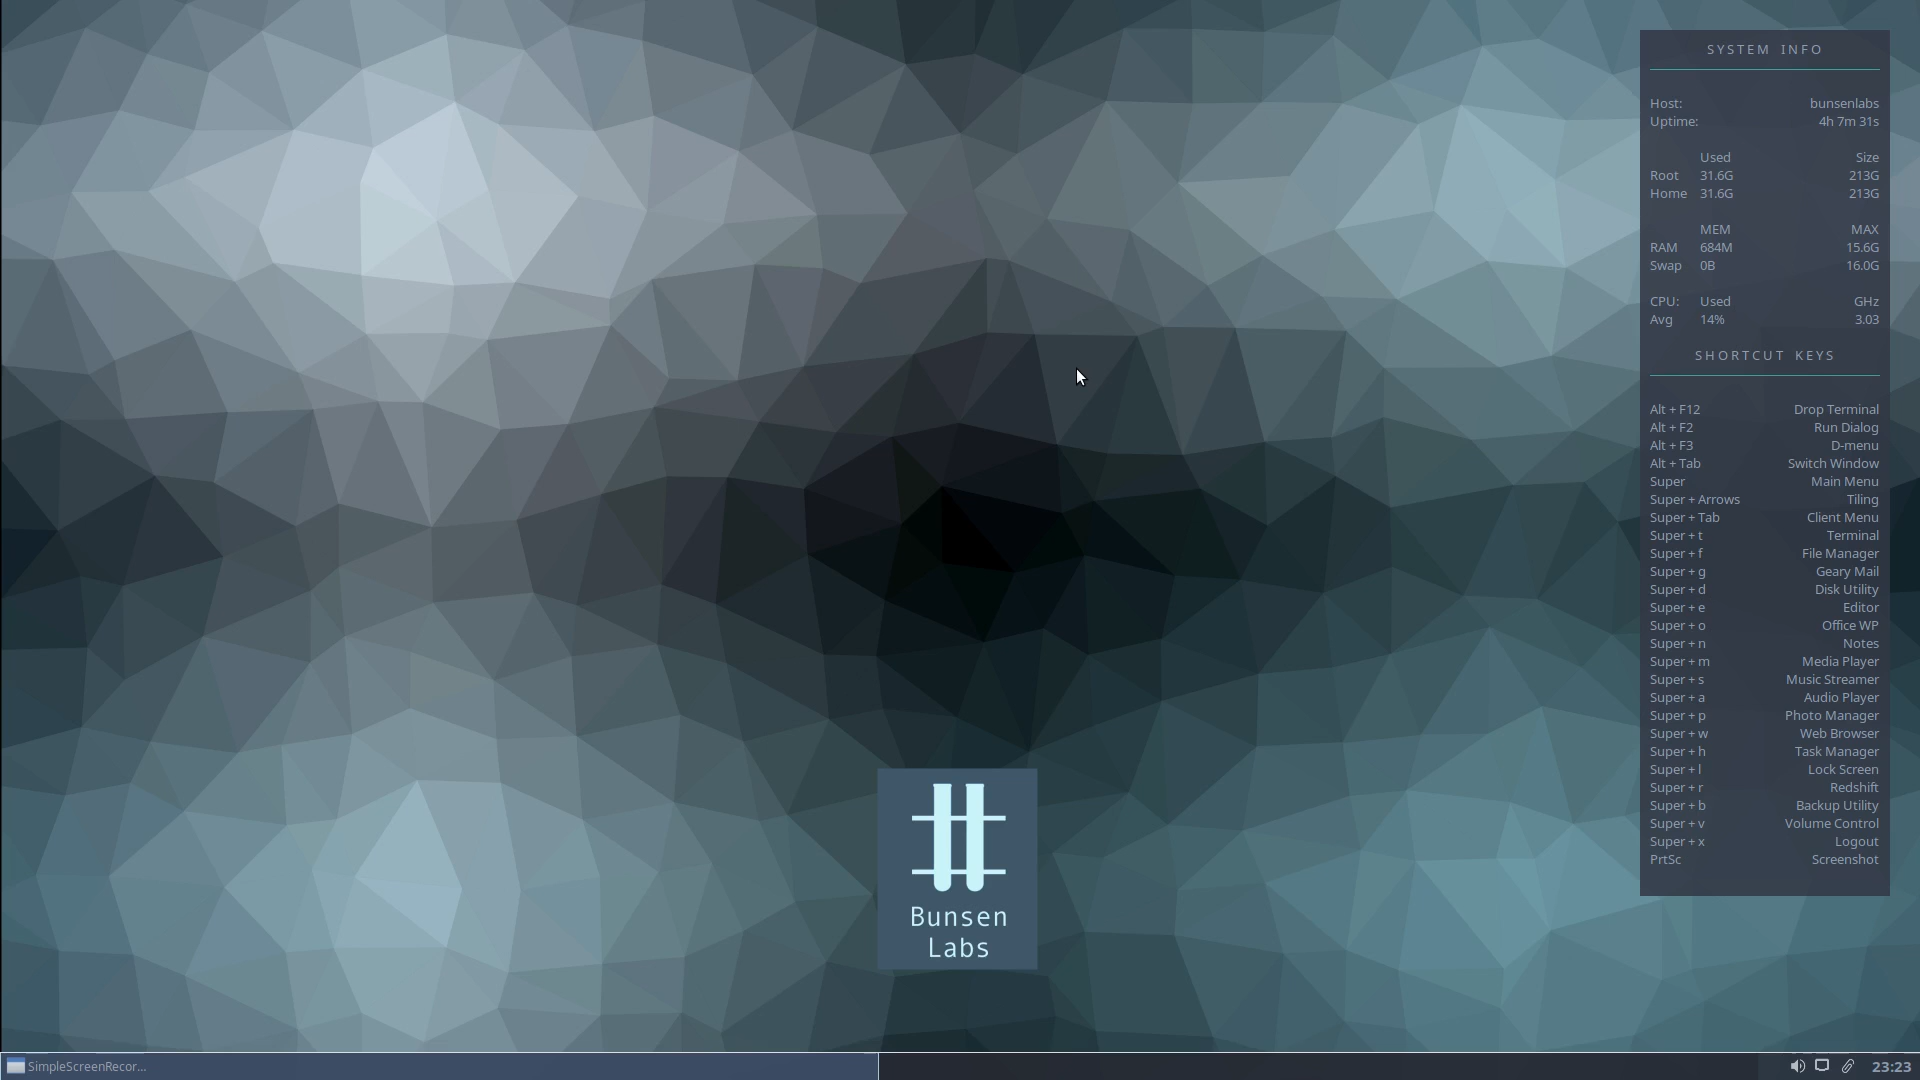 SYSTEM INFO
Host: bunsenlabs
Uptime: 4h 7m 31s
Used Size
Root 31.6G 213G
Home 31.6G 213G
MEM MAX
RAM 684M 15.6G
Swap 0B 16.0G
CPU: Used GHz
Avg 14% 3.03
SHORTCUT KEYS
Alt + F12 Drop Terminal
Alt + F2 Run Dialog
Alt + F3 D-menu
Alt + Tab Switch Window
Super Main Menu
Super + Arrows Tiling
Super + Tab Client Menu
Super + t Terminal
Super + f File Manager
Super + g Geary Mail
Super + d Disk Utility
Super + e Editor
Super + o Office WP
Super + n Notes
Super + m Media Player
Super + s Music Streamer
Super + a Audio Player
Super + p Photo Manager
Super + w Web Browser
Super + h Task Manager
Super + l Lock Screen
Super + r Redshift
Super + b Backup Utility
Super + v Volume Control
Super + x Logout
PrtSc Screenshot
Bunsen
Labs
SimpleScreenRecor...
23:23